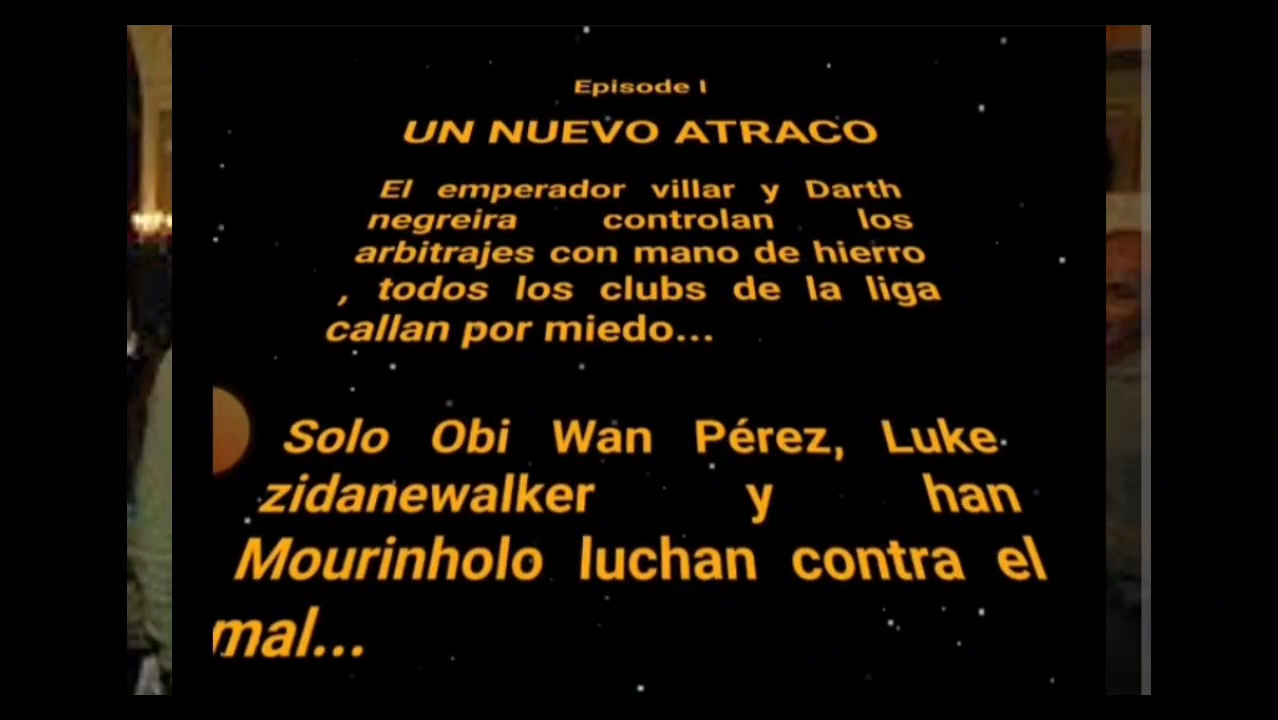 Episode I
UN NUEVO ATRACO
El emperador villar y Darth
negreira controlan los
arbitrajes con mano de hierro
, todos los clubs de la liga
callan por miedo...
Solo Obi Wan Pérez, Luke
zidanewalker y han
Mourinholo luchan contra el
mal...